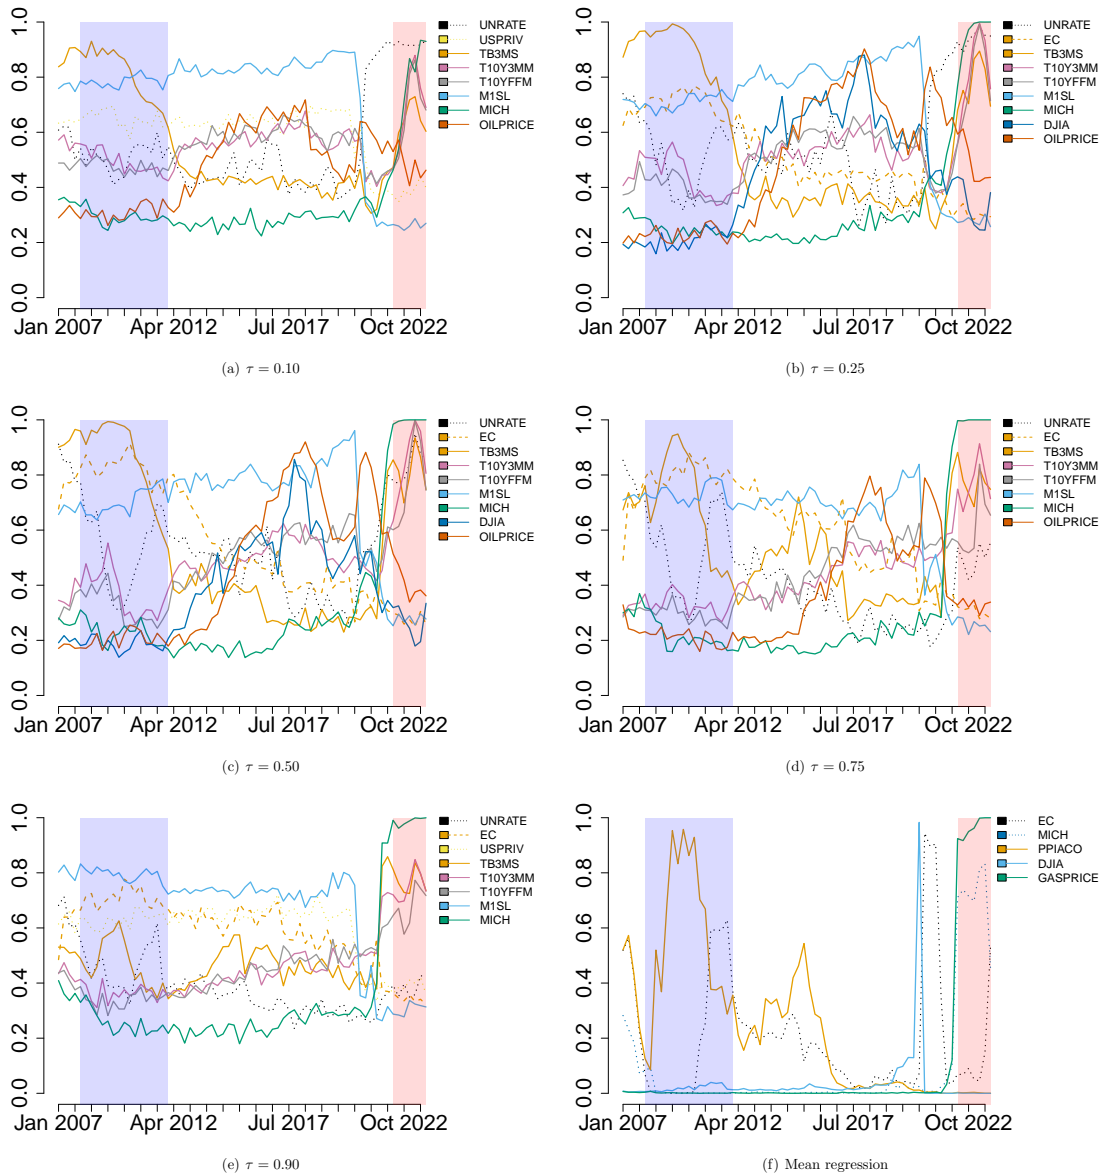 0.0 0.2 0.4 0.6 0.8 1.0
Jan 2007 Apr 2012 Jul 2017 Oct 2022
UNRATE
USPRIV
TB3MS
T10Y3MM
T10YFFM
M1SL
MICH
OILPRICE
(a) τ = 0.10
0.0 0.2 0.4 0.6 0.8 1.0
Jan 2007 Apr 2012 Jul 2017 Oct 2022
UNRATE
EC
TB3MS
T10Y3MM
T10YFFM
M1SL
MICH
DJIA
OILPRICE
(b) τ = 0.25
0.0 0.2 0.4 0.6 0.8 1.0
Jan 2007 Apr 2012 Jul 2017 Oct 2022
UNRATE
EC
TB3MS
T10Y3MM
T10YFFM
M1SL
MICH
DJIA
OILPRICE
(c) τ = 0.50
0.0 0.2 0.4 0.6 0.8 1.0
Jan 2007 Apr 2012 Jul 2017 Oct 2022
UNRATE
EC
TB3MS
T10Y3MM
T10YFFM
M1SL
MICH
OILPRICE
(d) τ = 0.75
0.0 0.2 0.4 0.6 0.8 1.0
Jan 2007 Apr 2012 Jul 2017 Oct 2022
UNRATE
EC
USPRIV
TB3MS
T10Y3MM
T10YFFM
M1SL
MICH
(e) τ = 0.90
0.0 0.2 0.4 0.6 0.8 1.0
Jan 2007 Apr 2012 Jul 2017 Oct 2022
EC
MICH
PPIACO
DJIA
GASPRICE
(f) Mean regression